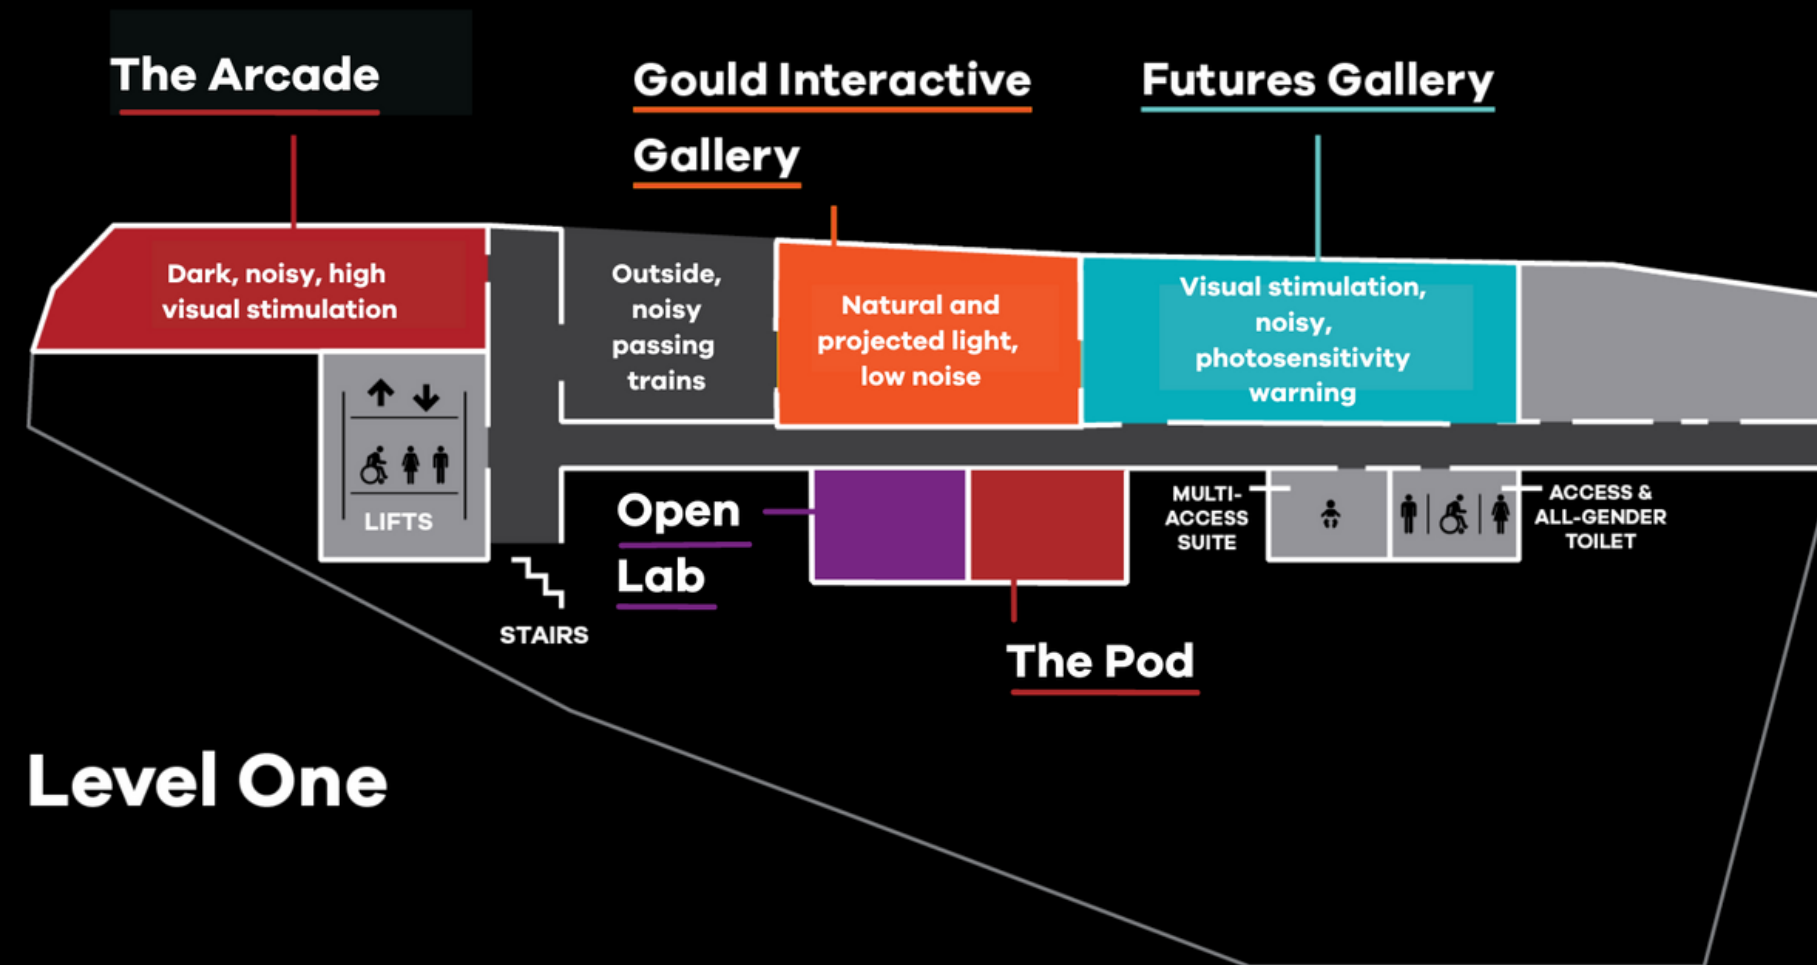 The Arcade
Gould Interactive
Gallery
Futures Gallery
Dark, noisy, high
visual stimulation
Outside,
noisy
passing
trains
Natural and
projected light,
low noise
Visual stimulation,
noisy,
photosensitivity
warning
LIFTS
STAIRS
Open
Lab
The Pod
MULTI-
ACCESS
SUITE
ACCESS &
ALL-GENDER
TOILET
Level One